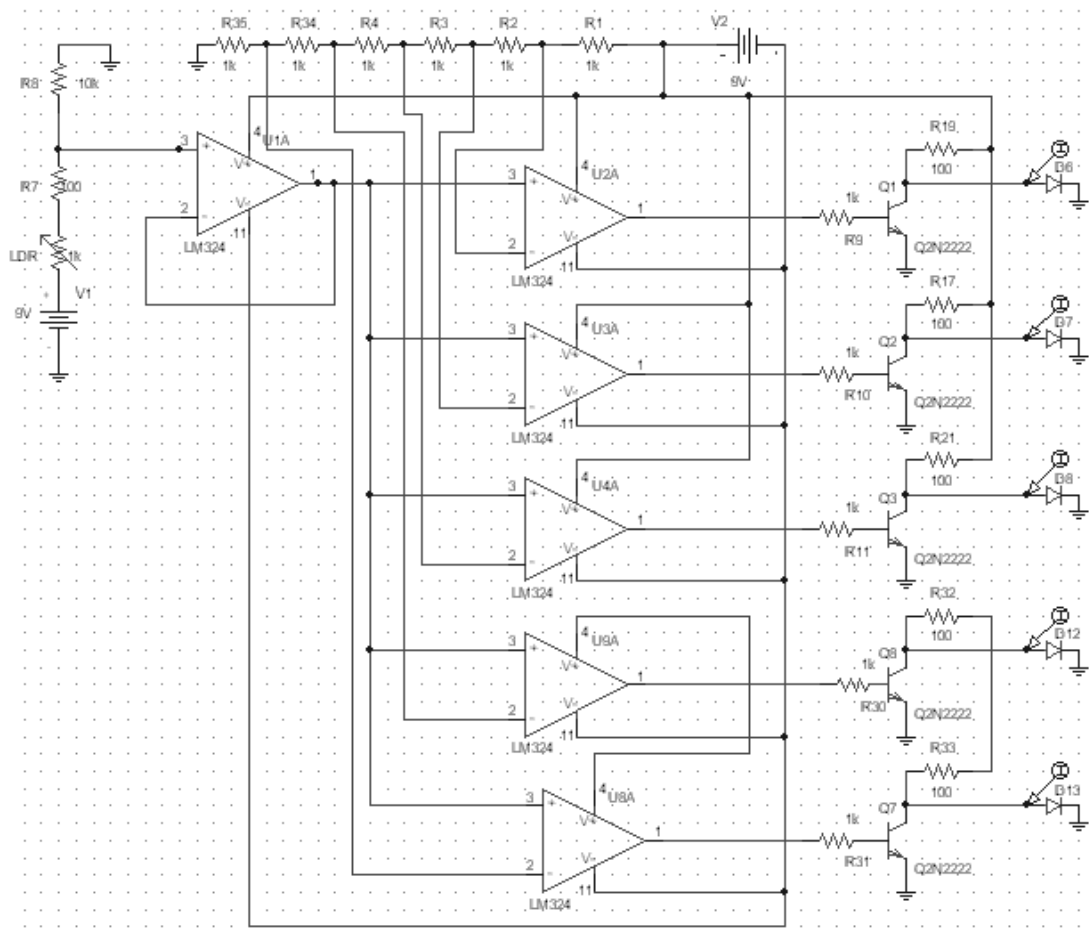 R35 R34 R4 R3 R2 R1 V2
1k 1k 1k 1k 1k 1k
- 9V
R8 10k
R7 100
LDR 1k
+ V1
9V
-
3 + 4 U1A
V+
1
2 - V-
11
LM324
3 + 4 U2A
V+
1
2 - V-
11
LM324
1k
R9
Q1
Q2N2222
R19
100
3 + 4 U3A
V+
1
2 - V-
11
LM324
1k
R10
Q2
Q2N2222
R17
100
D7
3 + 4 U4A
V+
1
2 - V-
11
LM324
1k
R11
Q3
Q2N2222
R21
100
3 + 4 U9A
V+
1
2 - V-
11
LM324
1k
R30
Q8
Q2N2222
R32
100
D12
3 + 4 U8A
V+
1
2 - V-
11
LM324
1k
R31
Q7
Q2N2222
R33
100
D13